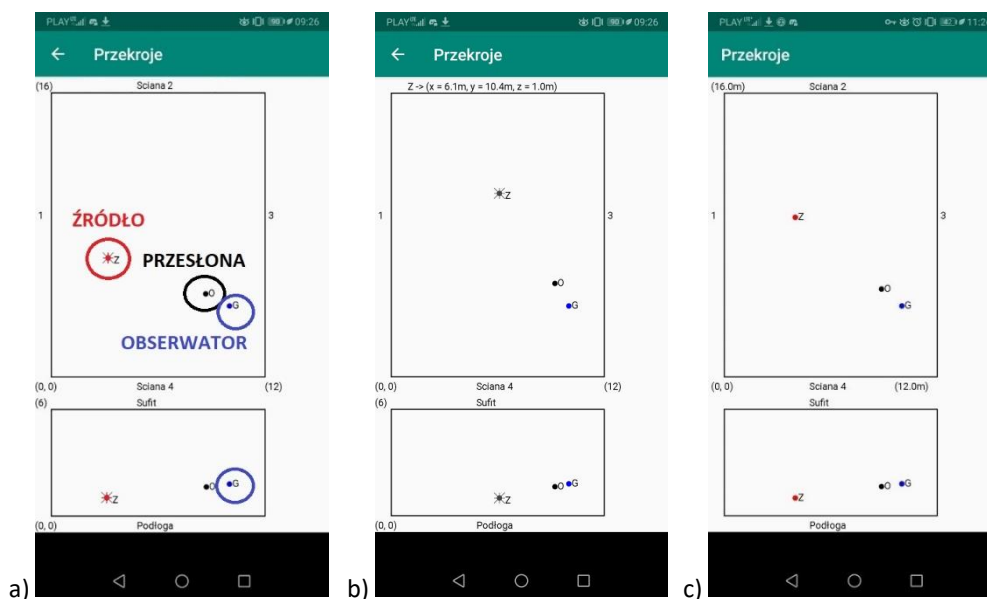 PLAY 90 09:26
Przekroje
(16) Sciana 2
1 3
ŹRÓDŁO
Z
PRZESŁONA
O
G
OBSERWATOR
(0, 0) Sciana 4 (12)
(6) Sufit
O G
Z
(0, 0) Podłoga
a)
PLAY 90 09:26
Przekroje
Z -> (x = 6.1m, y = 10.4m, z = 1.0m)
Z
1 3
O
G
(0, 0) Sciana 4 (12)
(6) Sufit
O G
Z
(0, 0) Podłoga
b)
PLAY 11:26
Przekroje
(16.0m) Sciana 2
1 Z 3
O
G
(0, 0) Sciana 4 (12.0m)
Sufit
O G
Z
Podłoga
c)